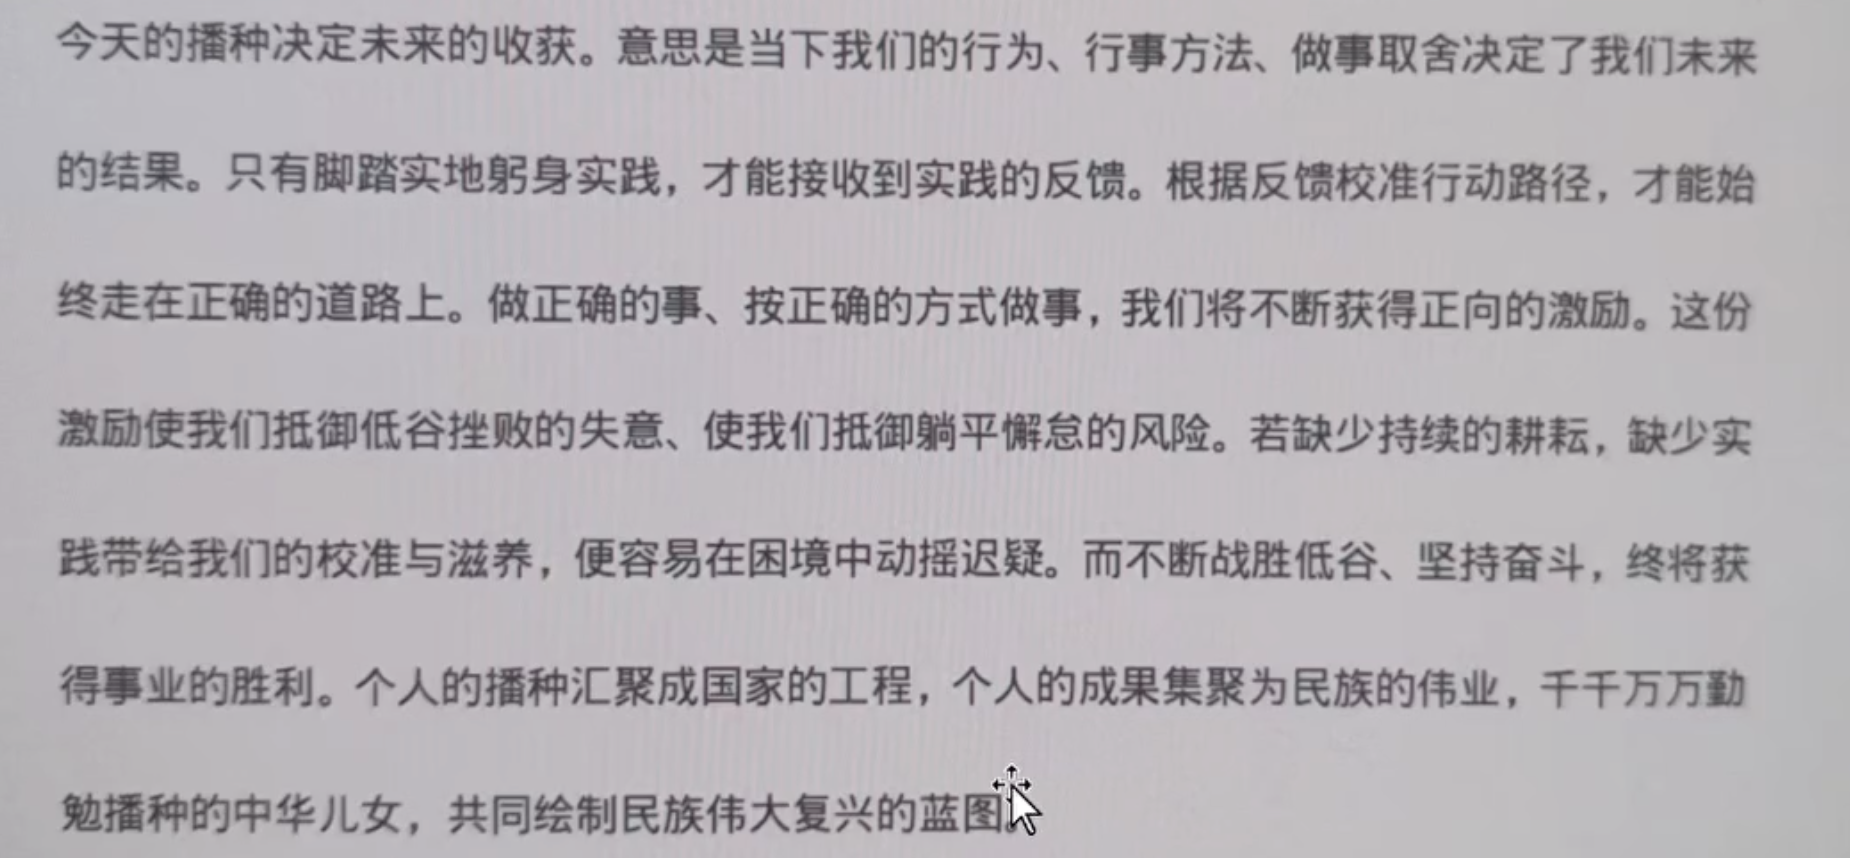 今天的播种决定未来的收获。意思是当下我们的行为、行事方法、做事取舍决定了我们未来
的结果。只有脚踏实地躬身实践，才能接收到实践的反馈。根据反馈校准行动路径，才能始
终走在正确的道路上。做正确的事、按正确的方式做事，我们将不断获得正向的激励。这份
激励使我们抵御低谷挫败的失意、使我们抵御躺平懈怠的风险。若缺少持续的耕耘，缺少实
践带给我们的校准与滋养，便容易在困境中动摇迟疑。而不断战胜低谷、坚持奋斗，终将获
得事业的胜利。个人的播种汇聚成国家的工程，个人的成果集聚为民族的伟业，千千万万勤
勉播种的中华儿女，共同绘制民族伟大复兴的蓝图。